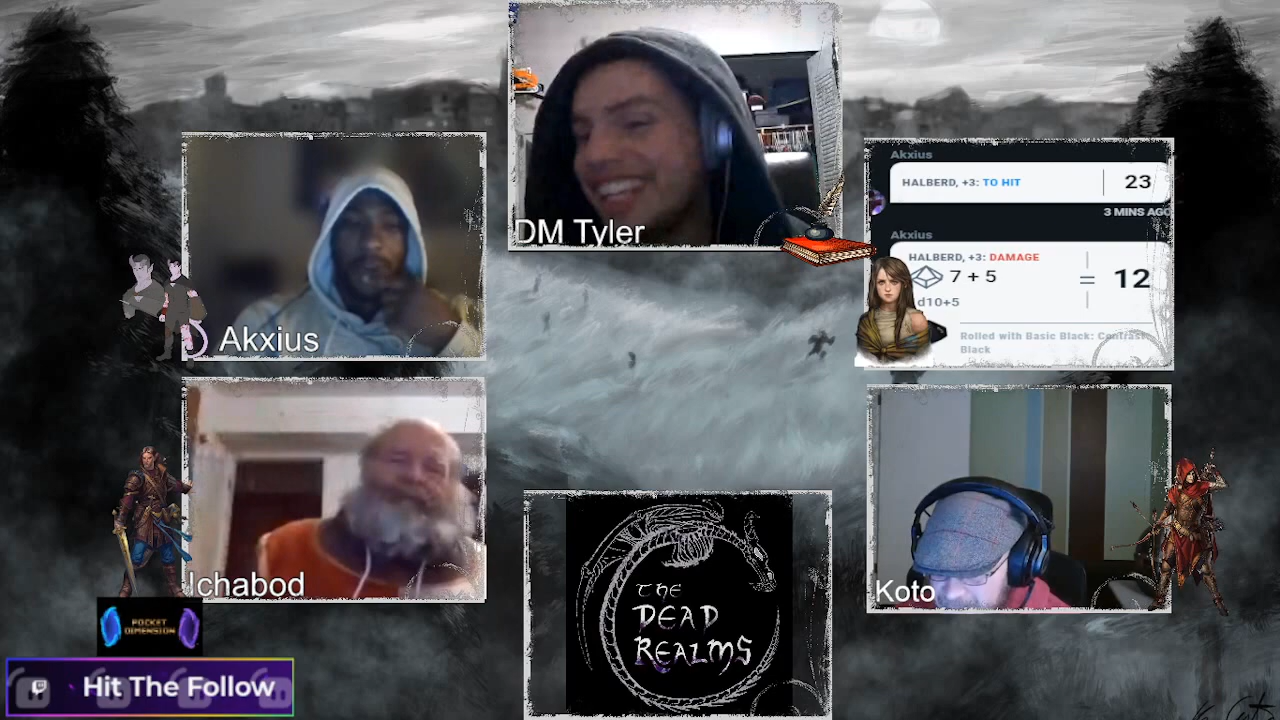 DM Tyler
Akxius
HALBERD, +3: TO HIT
23
3 MINS AGO
Akxius
HALBERD, +3: DAMAGE
7 + 5
= 12
d10+5
Rolled with Basic Black: Contrast
Black
Akxius
Ichabod
Koto
THE
DEAD
REALMS
POCKET
DIMENSION
Hit The Follow